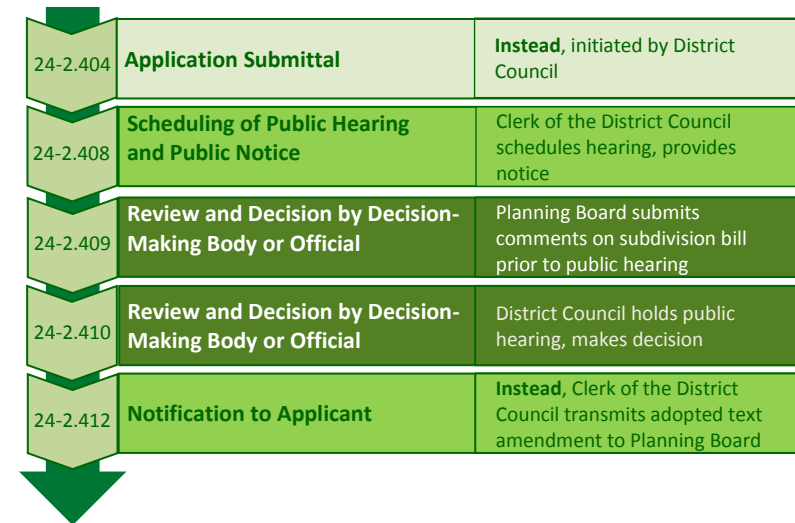 24-2.404
Application Submittal
Instead, initiated by District
Council
24-2.408
Scheduling of Public Hearing
and Public Notice
Clerk of the District Council
schedules hearing, provides
notice
24-2.409
Review and Decision by Decision-
Making Body or Official
Planning Board submits
comments on subdivision bill
prior to public hearing
24-2.410
Review and Decision by Decision-
Making Body or Official
District Council holds public
hearing, makes decision
24-2.412
Notification to Applicant
Instead, Clerk of the District
Council transmits adopted text
amendment to Planning Board